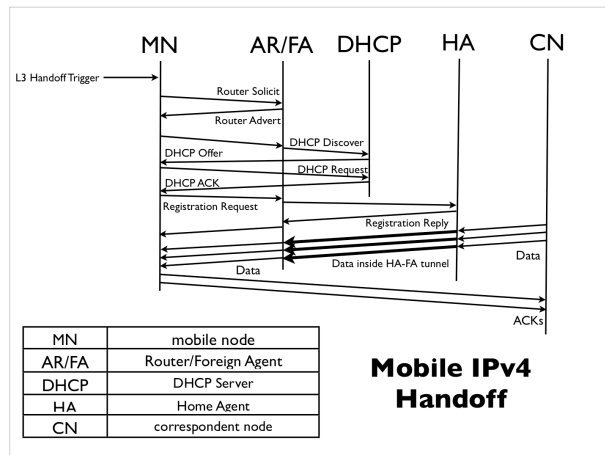 MN AR/FA DHCP HA CN
L3 Handoff Trigger
Router Solicit
Router Advert
DHCP Discover
DHCP Offer
DHCP Request
DHCP ACK
Registration Request
Registration Reply
Data
Data inside HA-FA tunnel
Data
ACKs
MN mobile node
AR/FA Router/Foreign Agent
DHCP DHCP Server
HA Home Agent
CN correspondent node
Mobile IPv4
Handoff